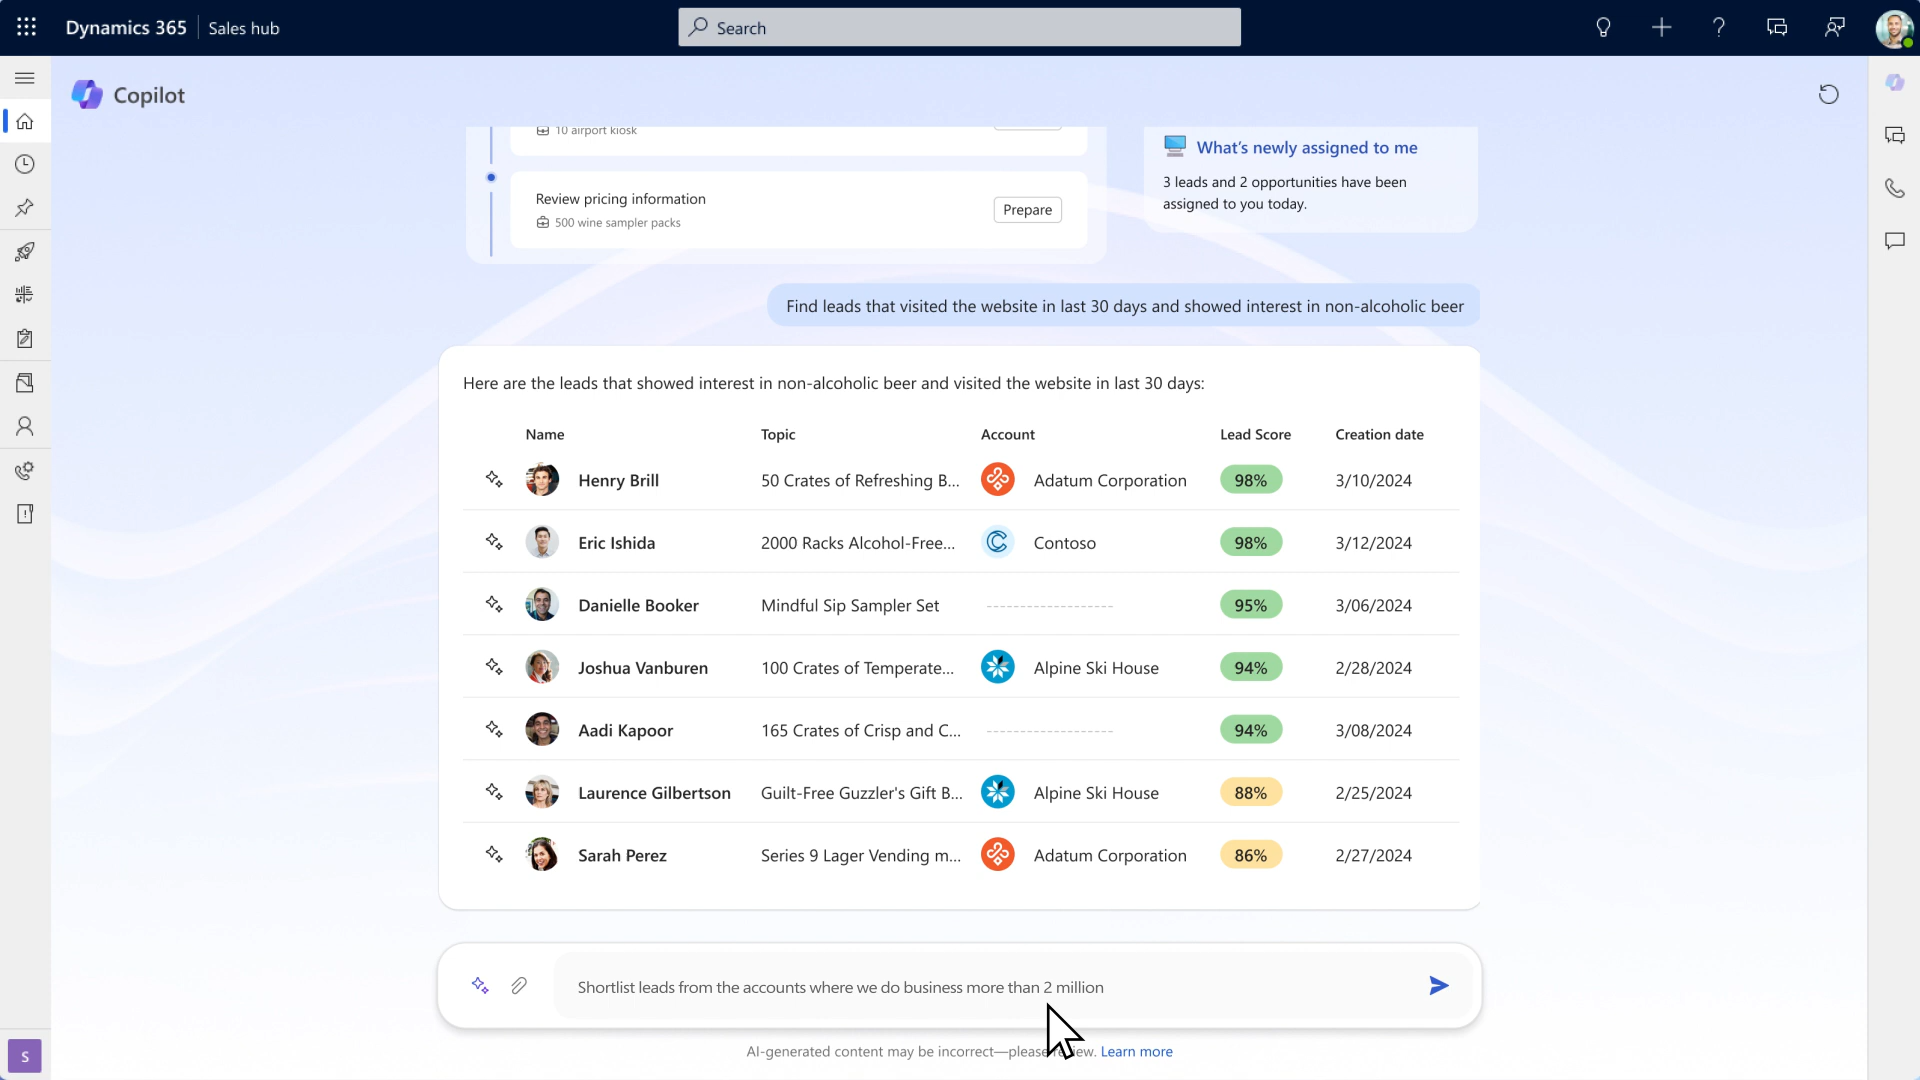 Dynamics 365 Sales hub
Search
Copilot
10 airport kiosk
Review pricing information
500 wine sampler packs
Prepare
What's newly assigned to me
3 leads and 2 opportunities have been
assigned to you today.
Find leads that visited the website in last 30 days and showed interest in non-alcoholic beer
Here are the leads that showed interest in non-alcoholic beer and visited the website in last 30 days:
Name Topic Account Lead Score Creation date
Henry Brill 50 Crates of Refreshing B... Adatum Corporation 98% 3/10/2024
Eric Ishida 2000 Racks Alcohol-Free... Contoso 98% 3/12/2024
Danielle Booker Mindful Sip Sampler Set ------------------- 95% 3/06/2024
Joshua Vanburen 100 Crates of Temperate... Alpine Ski House 94% 2/28/2024
Aadi Kapoor 165 Crates of Crisp and C... ------------------- 94% 3/08/2024
Laurence Gilbertson Guilt-Free Guzzler's Gift B... Alpine Ski House 88% 2/25/2024
Sarah Perez Series 9 Lager Vending m... Adatum Corporation 86% 2/27/2024
Shortlist leads from the accounts where we do business more than 2 million
AI-generated content may be incorrect—please Learn more
S